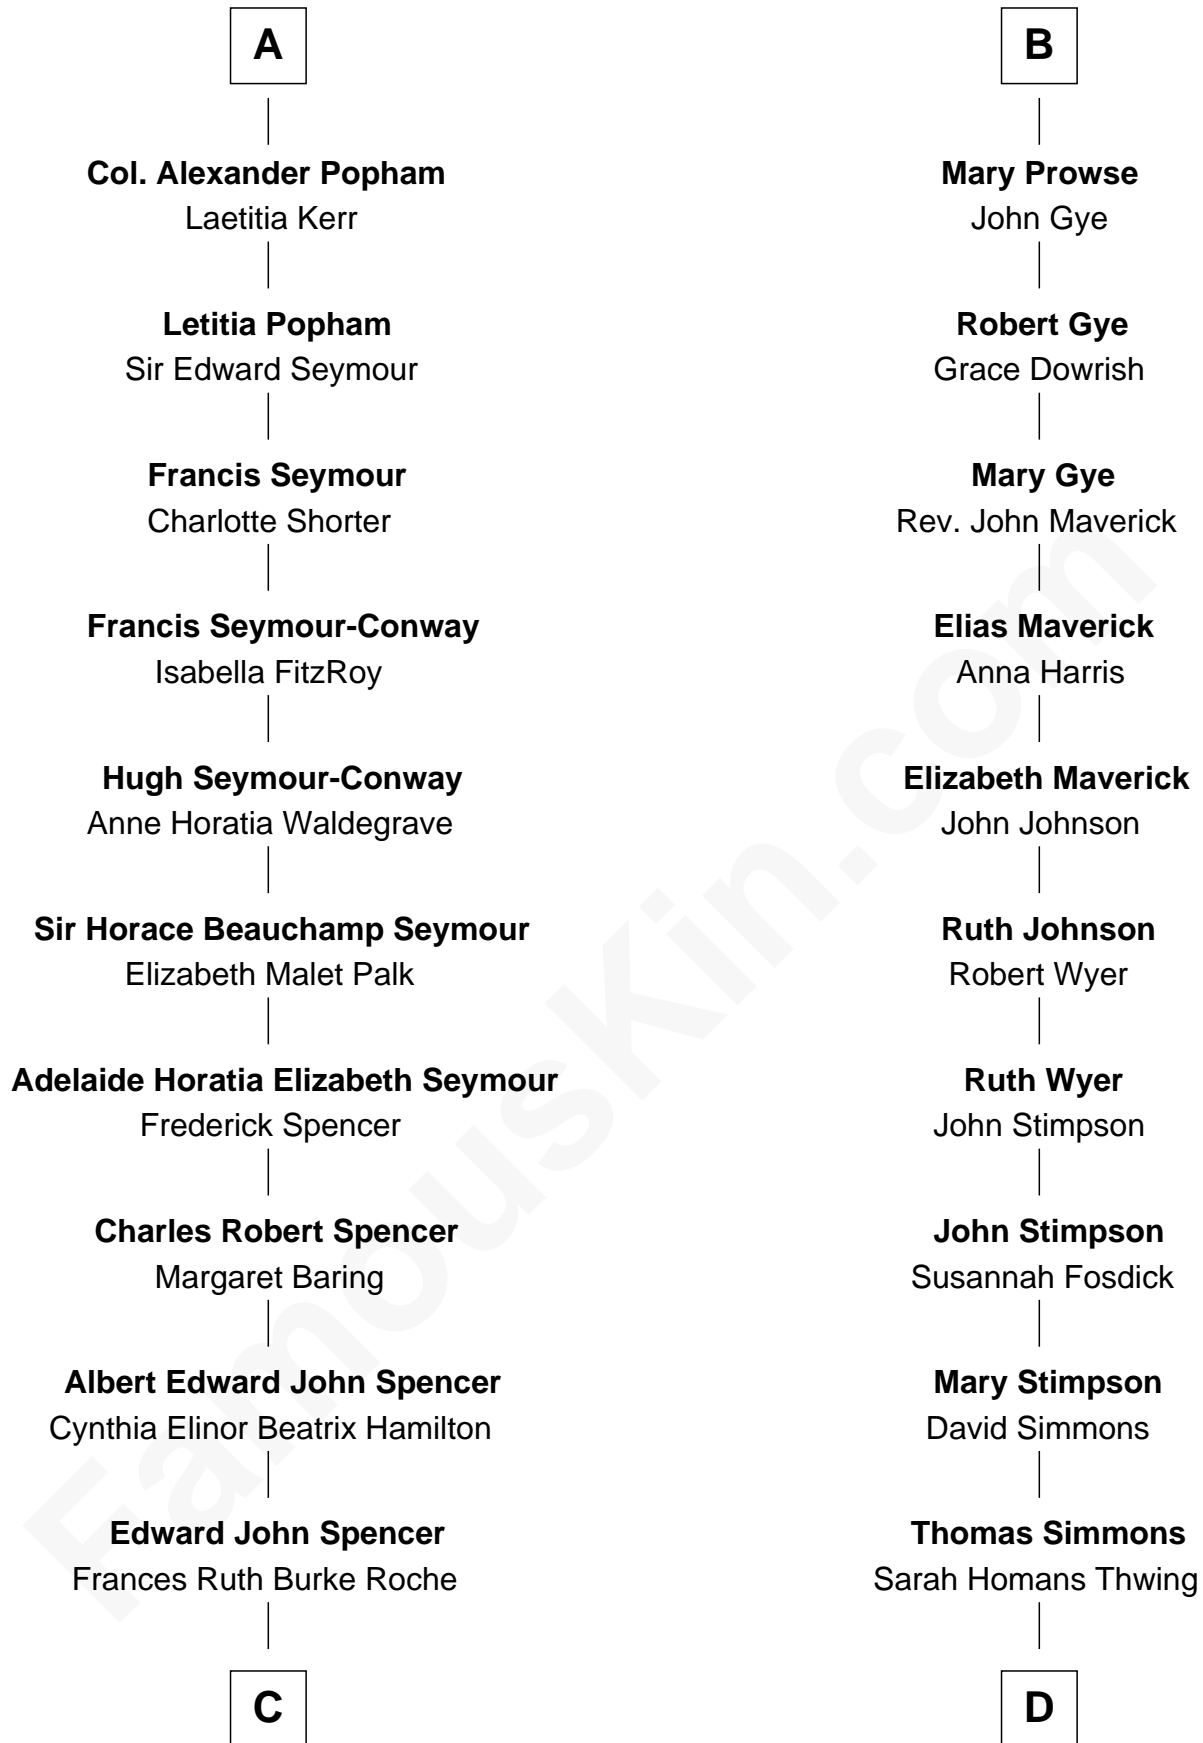 A
Col. Alexander Popham
Laetitia Kerr
Letitia Popham
Sir Edward Seymour
Francis Seymour
Charlotte Shorter
Francis Seymour-Conway
Isabella FitzRoy
Hugh Seymour-Conway
Anne Horatia Waldegrave
Sir Horace Beauchamp Seymour
Elizabeth Malet Palk
Adelaide Horatia Elizabeth Seymour
Frederick Spencer
Charles Robert Spencer
Margaret Baring
Albert Edward John Spencer
Cynthia Elinor Beatrix Hamilton
Edward John Spencer
Frances Ruth Burke Roche
C
B
Mary Prowse
John Gye
Robert Gye
Grace Dowrish
Mary Gye
Rev. John Maverick
Elias Maverick
Anna Harris
Elizabeth Maverick
John Johnson
Ruth Johnson
Robert Wyer
Ruth Wyer
John Stimpson
John Stimpson
Susannah Fosdick
Mary Stimpson
David Simmons
Thomas Simmons
Sarah Homans Thwing
D
FamousKin.com